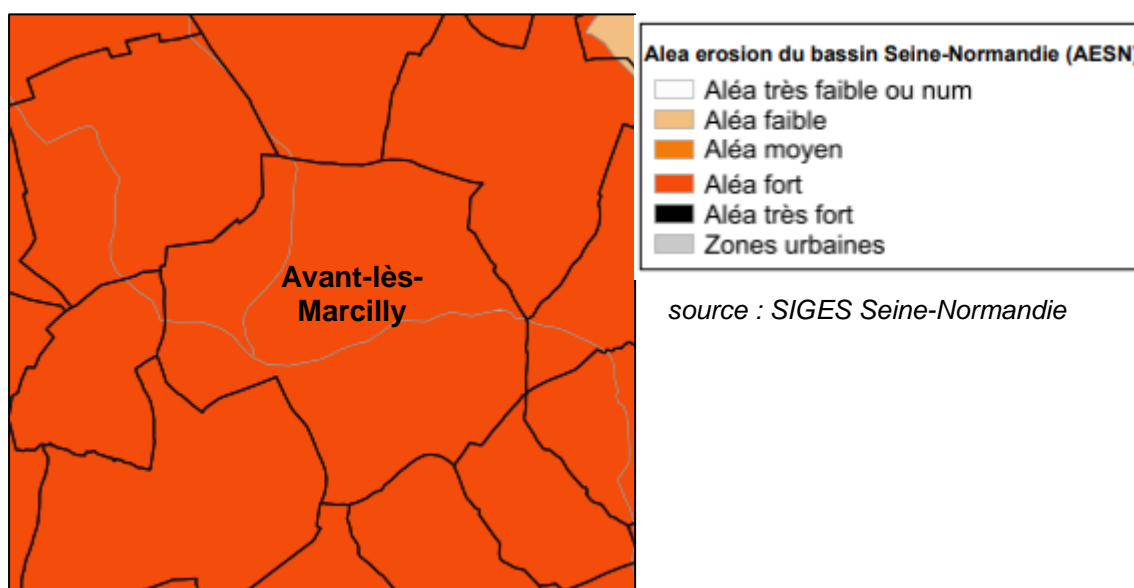 Avant-lès-
Marcilly
Alea erosion du bassin Seine-Normandie (AESN)
Aléa très faible ou num
Aléa faible
Aléa moyen
Aléa fort
Aléa très fort
Zones urbaines
source : SIGES Seine-Normandie